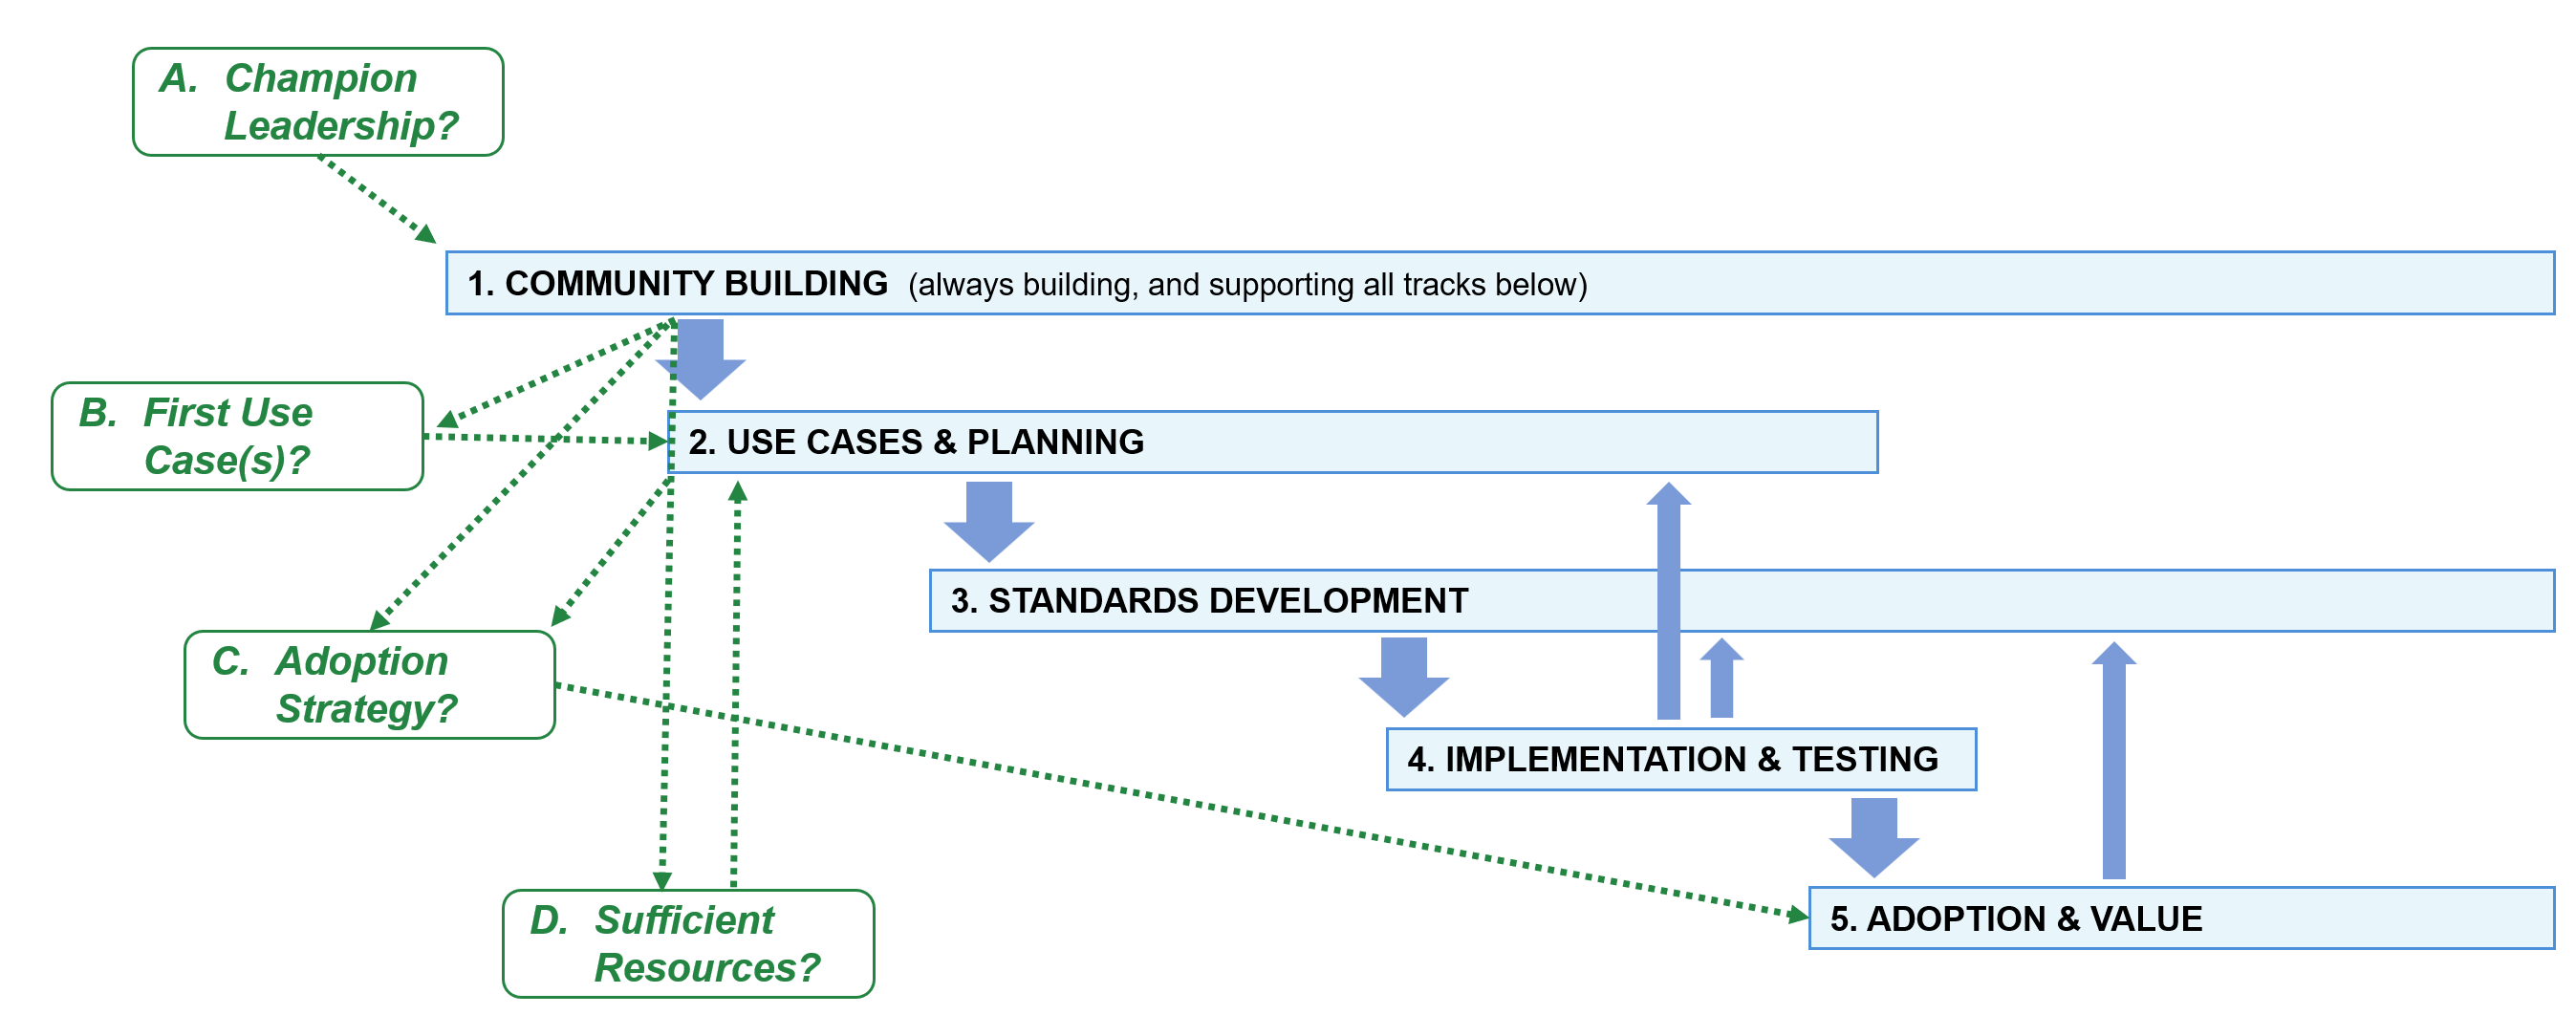 A. Champion
Leadership?
1. COMMUNITY BUILDING (always building, and supporting all tracks below)
B. First Use
Case(s)?
2. USE CASES & PLANNING
3. STANDARDS DEVELOPMENT
C. Adoption
Strategy?
4. IMPLEMENTATION & TESTING
D. Sufficient
Resources?
5. ADOPTION & VALUE